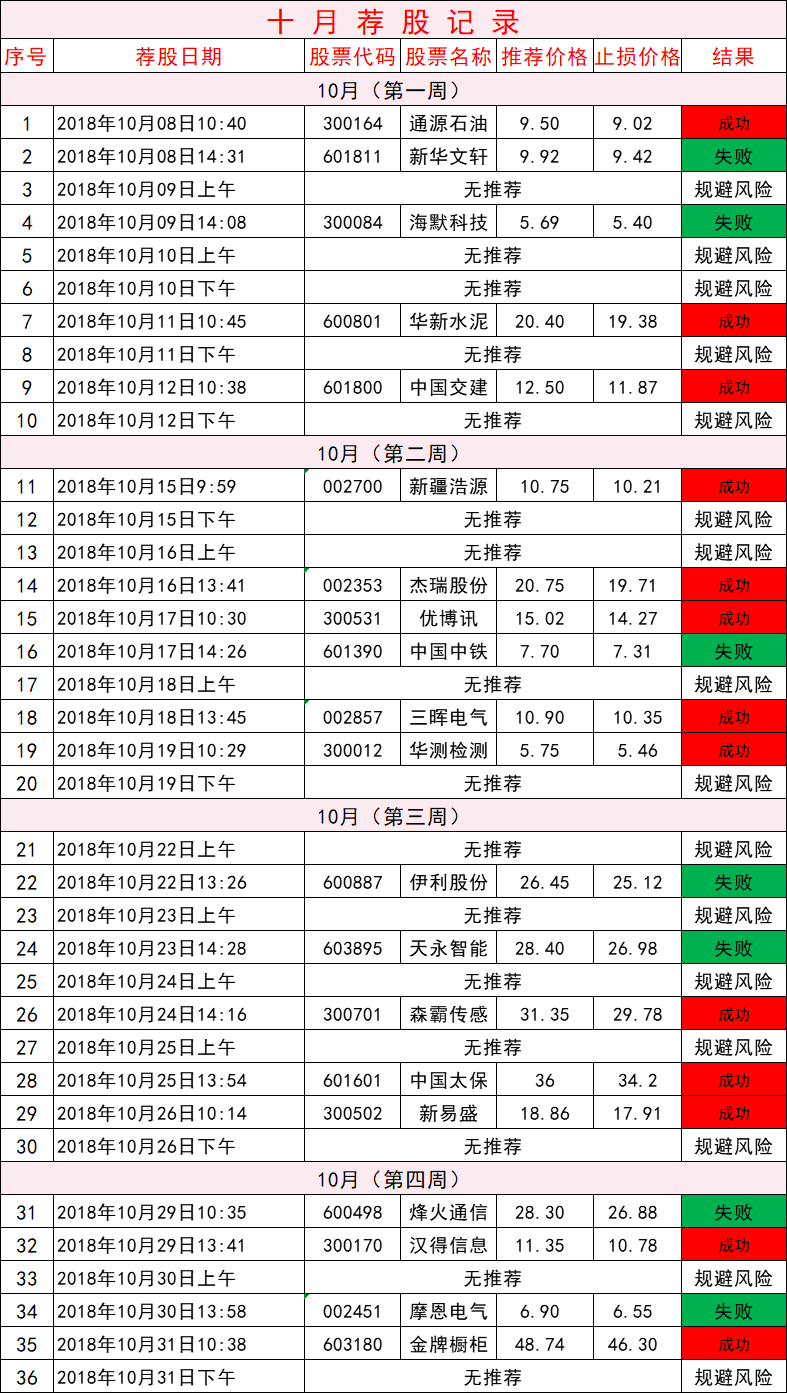 十月荐股记录
序号 荐股日期 股票代码 股票名称 推荐价格 止损价格 结果
10月（第一周）
1 2018年10月08日10:40 300164 通源石油 9.50 9.02 成功
2 2018年10月08日14:31 601811 新华文轩 9.92 9.42 失败
3 2018年10月09日上午 无推荐 规避风险
4 2018年10月09日14:08 300084 海默科技 5.69 5.40 失败
5 2018年10月10日上午 无推荐 规避风险
6 2018年10月10日下午 无推荐 规避风险
7 2018年10月11日10:45 600801 华新水泥 20.40 19.38 成功
8 2018年10月11日下午 无推荐 规避风险
9 2018年10月12日10:38 601800 中国交建 12.50 11.87 成功
10 2018年10月12日下午 无推荐 规避风险
10月（第二周）
11 2018年10月15日9:59 002700 新疆浩源 10.75 10.21 成功
12 2018年10月15日下午 无推荐 规避风险
13 2018年10月16日上午 无推荐 规避风险
14 2018年10月16日13:41 002353 杰瑞股份 20.75 19.71 成功
15 2018年10月17日10:30 300531 优博讯 15.02 14.27 成功
16 2018年10月17日14:26 601390 中国中铁 7.70 7.31 失败
17 2018年10月18日上午 无推荐 规避风险
18 2018年10月18日13:45 002857 三晖电气 10.90 10.35 成功
19 2018年10月19日10:29 300012 华测检测 5.75 5.46 成功
20 2018年10月19日下午 无推荐 规避风险
10月（第三周）
21 2018年10月22日上午 无推荐 规避风险
22 2018年10月22日13:26 600887 伊利股份 26.45 25.12 失败
23 2018年10月23日上午 无推荐 规避风险
24 2018年10月23日14:28 603895 天永智能 28.40 26.98 失败
25 2018年10月24日上午 无推荐 规避风险
26 2018年10月24日14:16 300701 森霸传感 31.35 29.78 成功
27 2018年10月25日上午 无推荐 规避风险
28 2018年10月25日13:54 601601 中国太保 36 34.2 成功
29 2018年10月26日10:14 300502 新易盛 18.86 17.91 成功
30 2018年10月26日下午 无推荐 规避风险
10月（第四周）
31 2018年10月29日10:35 600498 烽火通信 28.30 26.88 失败
32 2018年10月29日13:41 300170 汉得信息 11.35 10.78 成功
33 2018年10月30日上午 无推荐 规避风险
34 2018年10月30日13:58 002451 摩恩电气 6.90 6.55 失败
35 2018年10月31日10:38 603180 金牌橱柜 48.74 46.30 成功
36 2018年10月31日下午 无推荐 规避风险